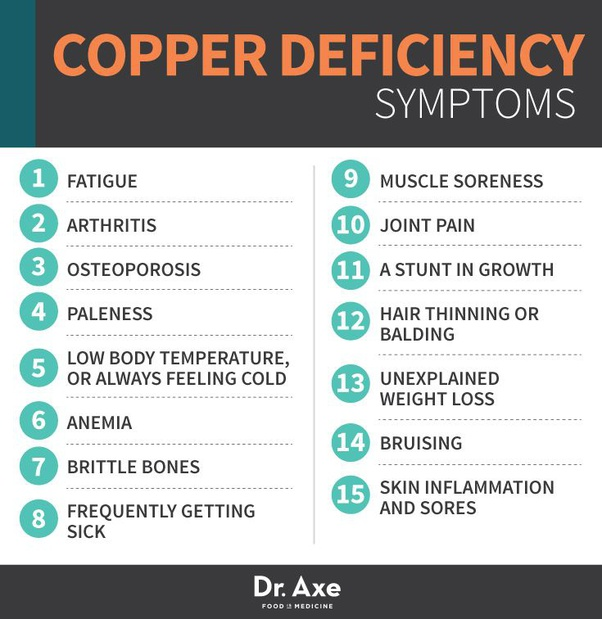 COPPER DEFICIENCY
SYMPTOMS
1 FATIGUE
2 ARTHRITIS
3 OSTEOPOROSIS
4 PALENESS
5 LOW BODY TEMPERATURE,
OR ALWAYS FEELING COLD
6 ANEMIA
7 BRITTLE BONES
8 FREQUENTLY GETTING
SICK
9 MUSCLE SORENESS
10 JOINT PAIN
11 A STUNT IN GROWTH
12 HAIR THINNING OR
BALDING
13 UNEXPLAINED
WEIGHT LOSS
14 BRUISING
15 SKIN INFLAMMATION
AND SORES
Dr. Axe
FOOD IS MEDICINE